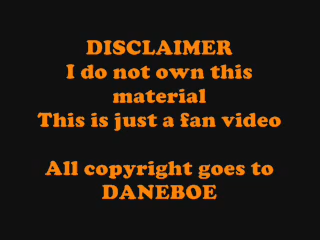 DISCLAIMER
I do not own this
material
This is just a fan video
All copyright goes to
DANEBOE